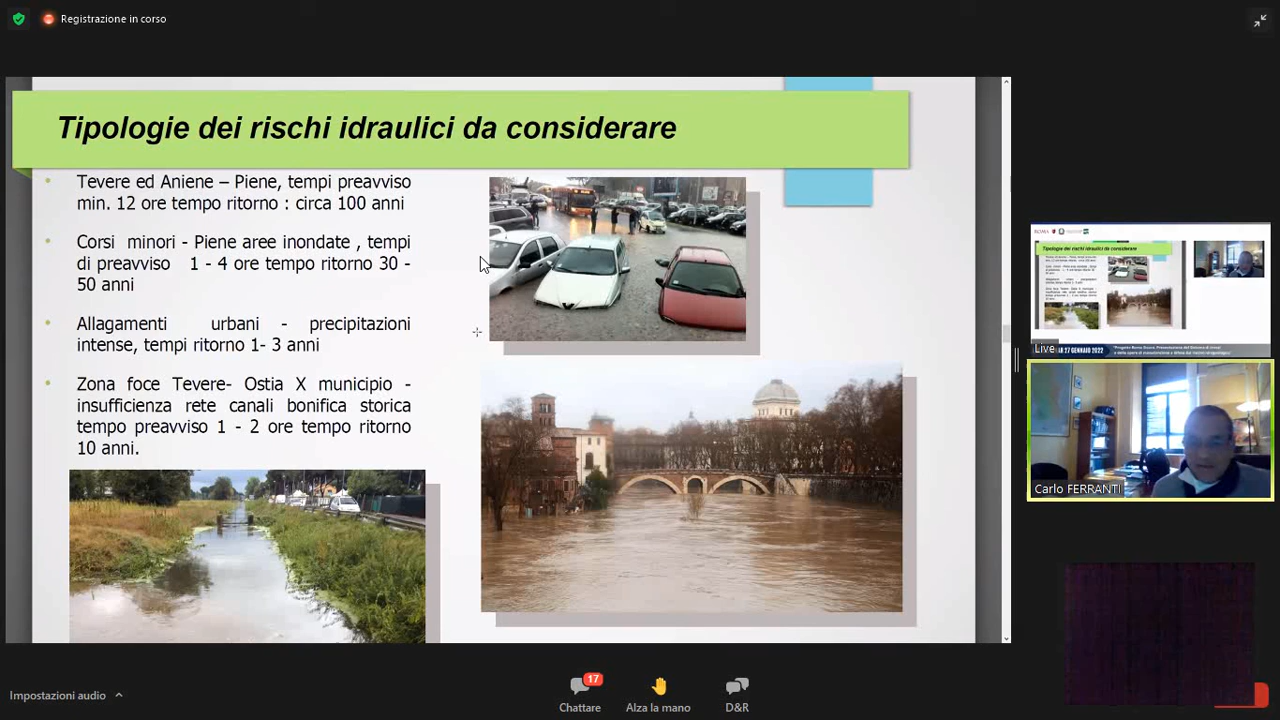 Registrazione in corso
Tipologie dei rischi idraulici da considerare
• Tevere ed Aniene – Piene, tempi preavviso
min. 12 ore tempo ritorno : circa 100 anni
• Corsi minori - Piene aree inondate , tempi
di preavviso 1 - 4 ore tempo ritorno 30 -
50 anni
• Allagamenti urbani - precipitazioni
intense, tempi ritorno 1- 3 anni
• Zona foce Tevere- Ostia X municipio -
insufficienza rete canali bonifica storica
tempo preavviso 1 - 2 ore tempo ritorno
10 anni.
ROMA
Tipologie dei rischi idraulici da considerare
Live
27 GENNAIO 2022
Carlo FERRANTI
Impostazioni audio
17
Chattare
Alza la mano
D&R